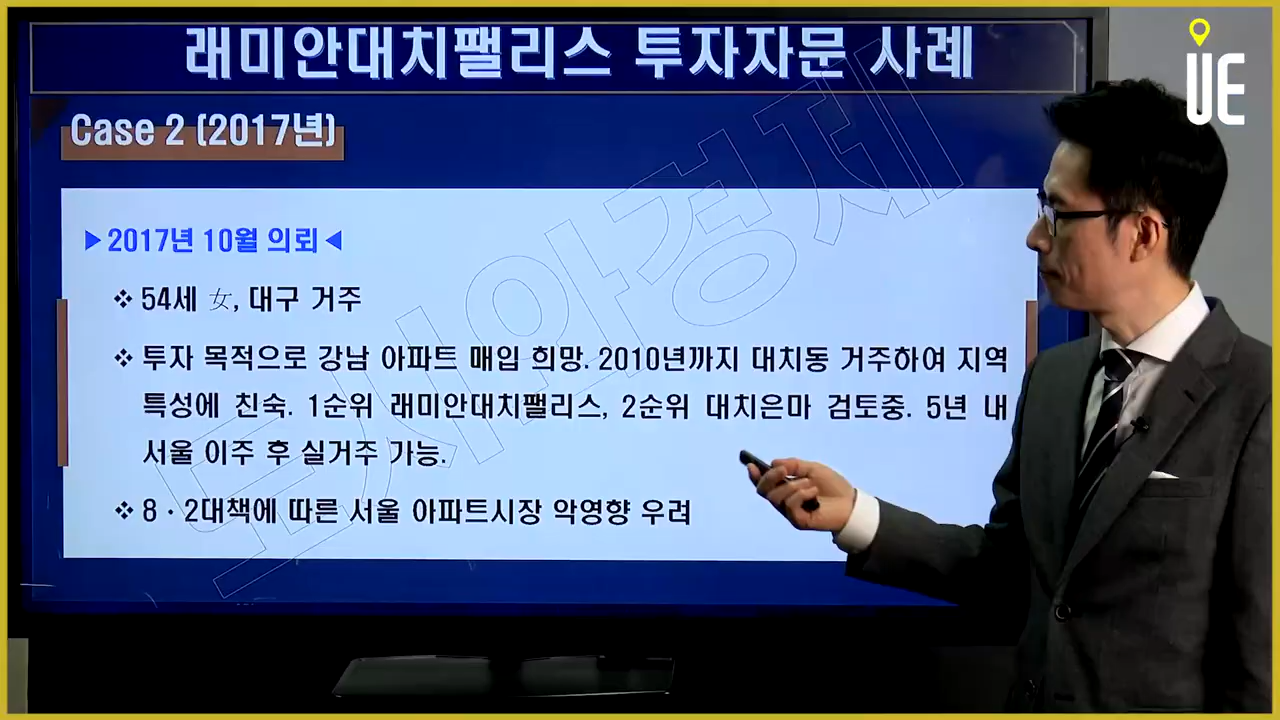 래미안대치팰리스 투자자문 사례
UE
Case 2 (2017년)
▶2017년 10월 의뢰◀
❖ 54세 女, 대구 거주
❖ 투자 목적으로 강남 아파트 매입 희망. 2010년까지 대치동 거주하여 지역
특성에 친숙. 1순위 래미안대치팰리스, 2순위 대치은마 검토중. 5년 내
서울 이주 후 실거주 가능.
❖ 8·2대책에 따른 서울 아파트시장 악영향 우려
도시와경제